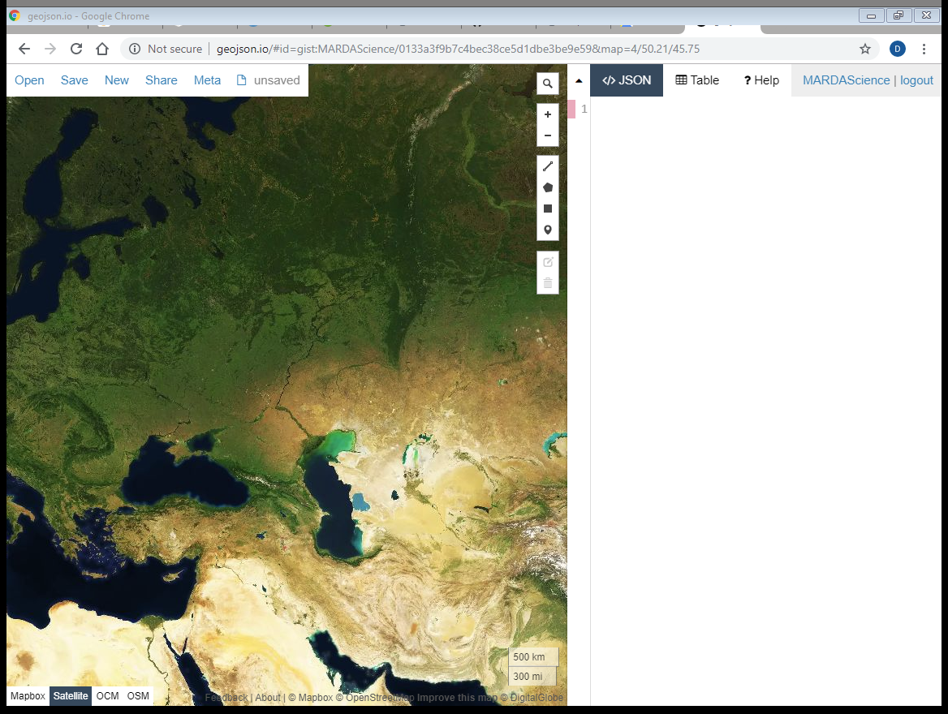 geojson.io - Google Chrome
Not secure | geojson.io/#id=gist:MARDAScience/0133a3f9b7c4bec38ce5d1dbe3be9e59&map=4/50.21/45.75
D
Open Save New Share Meta unsaved
</> JSON Table ? Help MARDAScience | logout
1
+
−
500 km
300 mi
Mapbox Satellite OCM OSM
Feedback | About | © Mapbox © OpenStreetMap Improve this map © DigitalGlobe